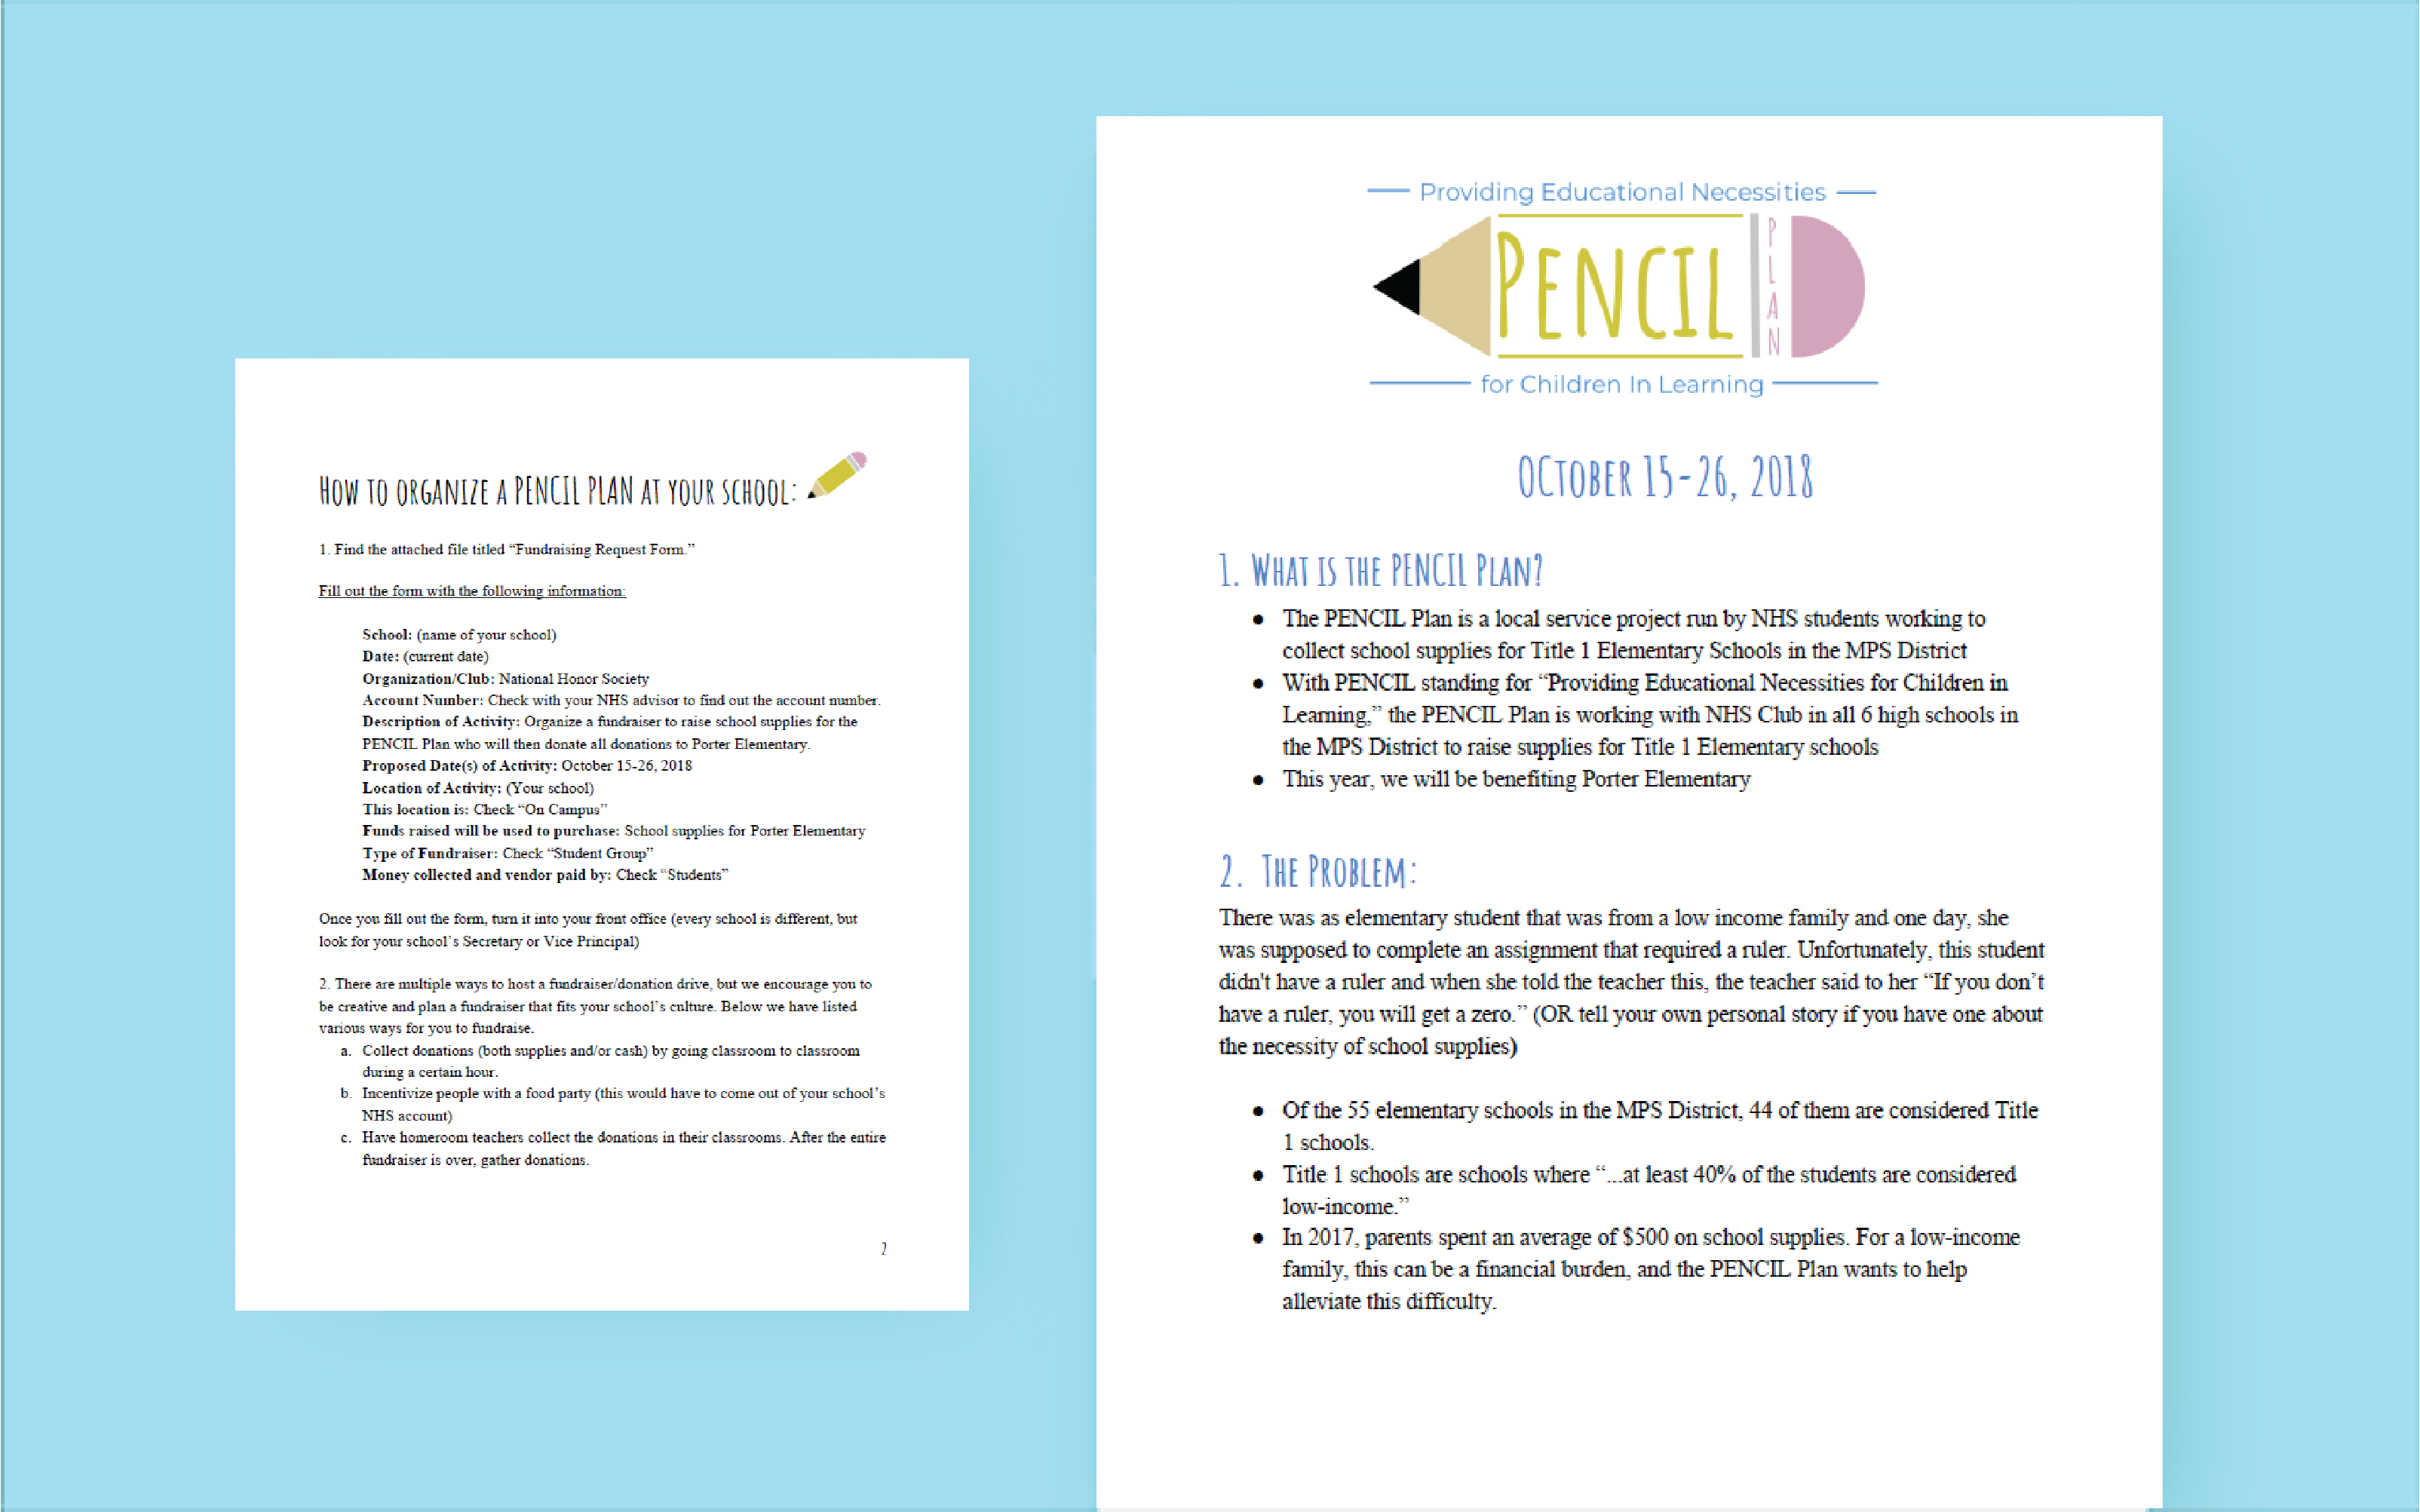 How to organize a PENCIL PLAN at your school:
1. Find the attached file titled “Fundraising Request Form.”
Fill out the form with the following information:
School: (name of your school)
Date: (current date)
Organization/Club: National Honor Society
Account Number: Check with your NHS advisor to find out the account number.
Description of Activity: Organize a fundraiser to raise school supplies for the
PENCIL Plan who will then donate all donations to Porter Elementary.
Proposed Date(s) of Activity: October 15-26, 2018
Location of Activity: (Your school)
This location is: Check “On Campus”
Funds raised will be used to purchase: School supplies for Porter Elementary
Type of Fundraiser: Check “Student Group”
Money collected and vendor paid by: Check “Students”
Once you fill out the form, turn it into your front office (every school is different, but
look for your school’s Secretary or Vice Principal)
2. There are multiple ways to host a fundraiser/donation drive, but we encourage you to
be creative and plan a fundraiser that fits your school’s culture. Below we have listed
various ways for you to fundraise.
a. Collect donations (both supplies and/or cash) by going classroom to classroom
during a certain hour.
b. Incentivize people with a food party (this would have to come out of your school’s
NHS account)
c. Have homeroom teachers collect the donations in their classrooms. After the entire
fundraiser is over, gather donations.
2
Providing Educational Necessities
PENCIL
PLAN
for Children In Learning
October 15-26, 2018
1. What is the PENCIL Plan?
● The PENCIL Plan is a local service project run by NHS students working to
collect school supplies for Title 1 Elementary Schools in the MPS District
● With PENCIL standing for “Providing Educational Necessities for Children in
Learning,” the PENCIL Plan is working with NHS Club in all 6 high schools in
the MPS District to raise supplies for Title 1 Elementary schools
● This year, we will be benefiting Porter Elementary
2. The Problem:
There was as elementary student that was from a low income family and one day, she
was supposed to complete an assignment that required a ruler. Unfortunately, this student
didn't have a ruler and when she told the teacher this, the teacher said to her “If you don’t
have a ruler, you will get a zero.” (OR tell your own personal story if you have one about
the necessity of school supplies)
● Of the 55 elementary schools in the MPS District, 44 of them are considered Title
1 schools.
● Title 1 schools are schools where “...at least 40% of the students are considered
low-income.”
● In 2017, parents spent an average of $500 on school supplies. For a low-income
family, this can be a financial burden, and the PENCIL Plan wants to help
alleviate this difficulty.